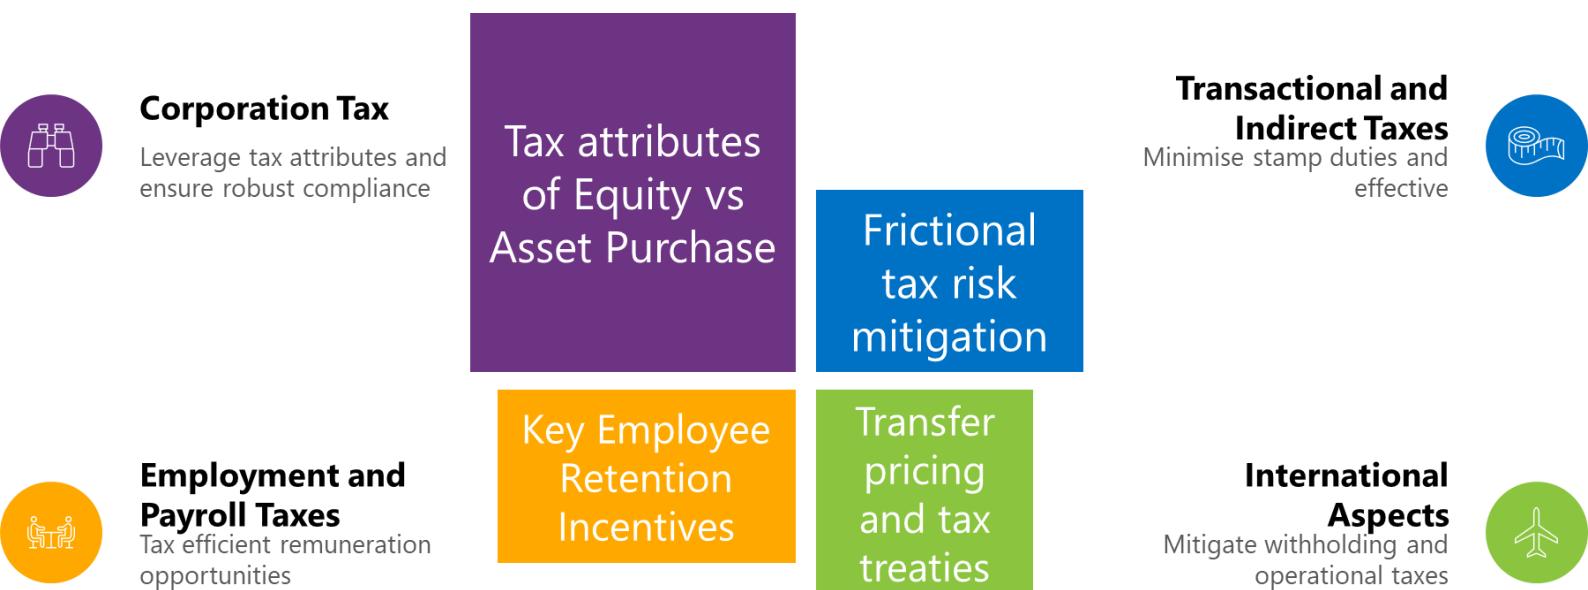 Corporation Tax
Leverage tax attributes and
ensure robust compliance
Tax attributes
of Equity vs
Asset Purchase
Transactional and
Indirect Taxes
Minimise stamp duties and
effective
Frictional
tax risk
mitigation
Employment and
Payroll Taxes
Tax efficient remuneration
opportunities
Key Employee
Retention
Incentives
Transfer
pricing
and tax
treaties
International
Aspects
Mitigate withholding and
operational taxes